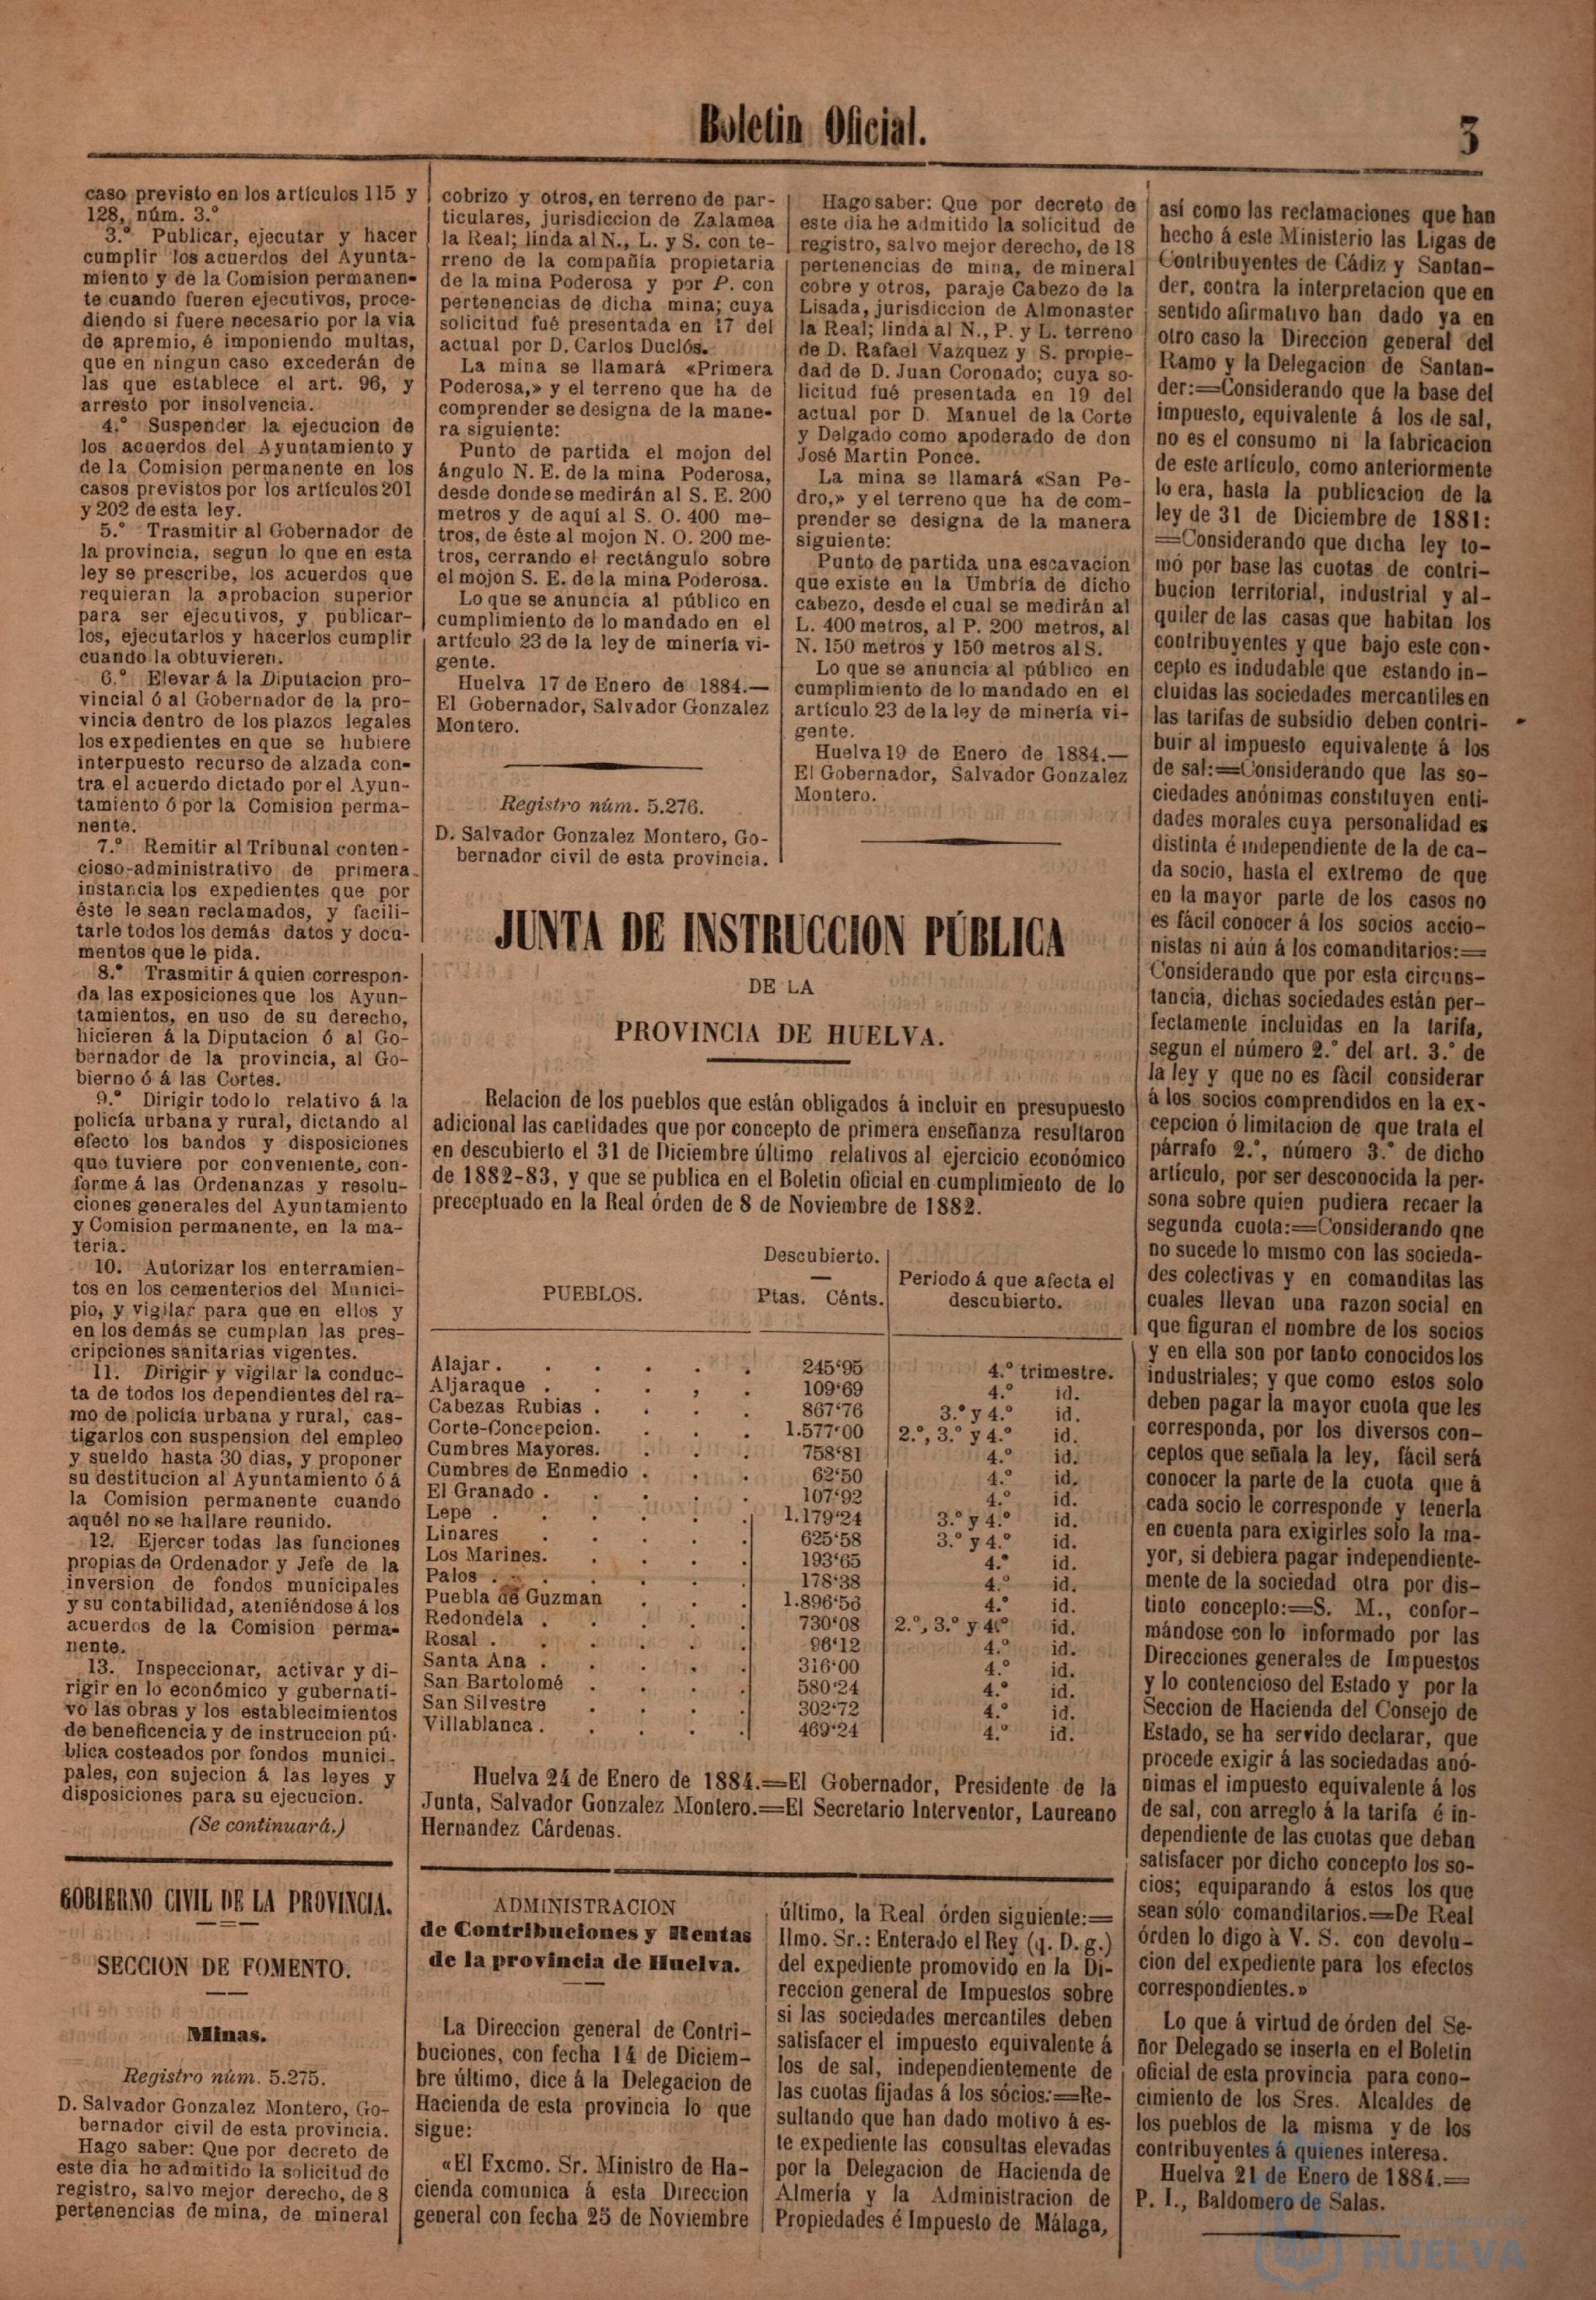 Boletin Oficial.
3
caso previsto en los artículos 115 y
128, núm. 3.º
3.º Publicar, ejecutar y hacer
cumplir los acuerdos del Ayunta-
miento y de la Comision permanen-
te cuando fueren ejecutivos, proce-
diendo si fuere necesario por la via
de apremio, é imponiendo multas,
que en ningun caso excederán de
las que establece el art. 96, y
arresto por insolvencia.
4.º Suspender la ejecucion de
los acuerdos del Ayuntamiento y
de la Comision permanente en los
casos previstos por los artículos 201
y 202 de esta ley.
5.º Trasmitir al Gobernador de
la provincia, segun lo que en esta
ley se prescribe, los acuerdos que
requieran la aprobacion superior
para ser ejecutivos, y publicar-
los, ejecutarlos y hacerlos cumplir
cuando la obtuvieren.
6.º Elevar á la Diputacion pro-
vincial ó al Gobernador de la pro-
vincia dentro de los plazos legales
los expedientes en que se hubiere
interpuesto recurso de alzada con-
tra el acuerdo dictado por el Ayun-
tamiento ó por la Comision perma-
nente.
7.º Remitir al Tribunal conten-
cioso-administrativo de primera
instancia los expedientes que por
éste le sean reclamados, y facili-
tarle todos los demás datos y docu-
mentos que le pida.
8.º Trasmitir á quien correspon-
da las exposiciones que los Ayun-
tamientos, en uso de su derecho,
hicieren á la Diputacion ó al Go-
bernador de la provincia, al Go-
bierno ó á las Cortes.
9.º Dirigir todo lo relativo á la
policía urbana y rural, dictando al
efecto los bandos y disposiciones
que tuviere por conveniente, con-
forme á las Ordenanzas y resolu-
ciones generales del Ayuntamiento
y Comision permanente, en la ma-
teria.
10. Autorizar los enterramien-
tos en los cementerios del Munici-
pio, y vigilar para que en ellos y
en los demás se cumplan las pres-
cripciones sanitarias vigentes.
11. Dirigir y vigilar la conduc-
ta de todos los dependientes del ra-
mo de policía urbana y rural, cas-
tigarlos con suspension del empleo
y sueldo hasta 30 dias, y proponer
su destitucion al Ayuntamiento ó á
la Comision permanente cuando
aquél no se hallare reunido.
12. Ejercer todas las funciones
propias de Ordenador y Jefe de la
inversion de fondos municipales
y su contabilidad, ateniéndose á los
acuerdos de la Comision perma-
nente.
13. Inspeccionar, activar y di-
rigir en lo económico y gubernati-
vo las obras y los establecimientos
de beneficencia y de instruccion pú-
blica costeados por fondos munici-
pales, con sujecion á las leyes y
disposiciones para su ejecucion.
(Se continuará.)
GOBIERNO CIVIL DE LA PROVINCIA.
SECCION DE FOMENTO.
Minas.
Registro núm. 5.275.
D. Salvador Gonzalez Montero, Go-
bernador civil de esta provincia.
Hago saber: Que por decreto de
este dia he admitido la solicitud de
registro, salvo mejor derecho, de 8
pertenencias de mina, de mineral
cobrizo y otros, en terreno de par-
ticulares, jurisdiccion de Zalamea
la Real; linda al N., L. y S. con te-
rreno de la compañía propietaria
de la mina Poderosa y por P. con
pertenencias de dicha mina; cuya
solicitud fué presentada en 17 del
actual por D. Carlos Duclós.
La mina se llamará «Primera
Poderosa,» y el terreno que ha de
comprender se designa de la mane-
ra siguiente:
Punto de partida el mojon del
ángulo N. E. de la mina Poderosa,
desde donde se medirán al S. E. 200
metros y de aquí al S. O. 400 me-
tros, de éste al mojon N. O. 200 me-
tros, cerrando el rectángulo sobre
el mojon S. E. de la mina Poderosa.
Lo que se anuncia al público en
cumplimiento de lo mandado en el
artículo 23 de la ley de minería vi-
gente.
Huelva 17 de Enero de 1884.—
El Gobernador, Salvador Gonzalez
Montero.
Registro núm. 5.276.
D. Salvador Gonzalez Montero, Go-
bernador civil de esta provincia.
Hago saber: Que por decreto de
este dia he admitido la solicitud de
registro, salvo mejor derecho, de 18
pertenencias de mina, de mineral
cobre y otros, paraje Cabezo de la
Lisada, jurisdiccion de Almonaster
la Real; linda al N., P. y L. terreno
de D. Rafael Vazquez y S. propie-
dad de D. Juan Coronado; cuya so-
licitud fué presentada en 19 del
actual por D. Manuel de la Corte
y Delgado como apoderado de don
José Martin Ponce.
La mina se llamará «San Pe-
dro,» y el terreno que ha de com-
prender se designa de la manera
siguiente:
Punto de partida una escavacion
que existe en la Umbría de dicho
cabezo, desde el cual se medirán al
L. 400 metros, al P. 200 metros, al
N. 150 metros y 150 metros al S.
Lo que se anuncia al público en
cumplimiento de lo mandado en el
artículo 23 de la ley de minería vi-
gente.
Huelva 19 de Enero de 1884.—
El Gobernador, Salvador Gonzalez
Montero.
JUNTA DE INSTRUCCION PÚBLICA
DE LA
PROVINCIA DE HUELVA.
Relacion de los pueblos que están obligados á incluir en presupuesto
adicional las cantidades que por concepto de primera enseñanza resultaron
en descubierto el 31 de Diciembre último relativos al ejercicio económico
de 1882-83, y que se publica en el Boletin oficial en cumplimiento de lo
preceptuado en la Real órden de 8 de Noviembre de 1882.
PUEBLOS. Descubierto. Ptas. Cénts. Periodo á que afecta el descubierto.
Alajar. . . . . . . 245‘95 4.º trimestre.
Aljaraque . . . , . 109‘69 4.º id.
Cabezas Rubias . . . . 867‘76 3.º y 4.º id.
Corte-Concepcion. . . . 1.577‘00 2.º, 3.º y 4.º id.
Cumbres Mayores. . . . 758‘81 4.º id.
Cumbres de Enmedio . . . 62‘50 4.º id.
El Granado . . . . . 107‘92 4.º id.
Lepe . . . . . . 1.179‘24 3.º y 4.º id.
Linares . . . . . 625‘58 3.º y 4.º id.
Los Marines. . . . . 193‘65 4.º id.
Palos . . . . . . 178‘38 4.º id.
Puebla de Guzman . . . 1.896‘56 4.º id.
Redondela . . . . . 730‘08 2.º, 3.º y 4.º id.
Rosal . . . . . . 96‘12 4.º id.
Santa Ana . . . . . 316‘00 4.º id.
San Bartolomé . . . . 580‘24 4.º id.
San Silvestre . . . . 302‘72 4.º id.
Villablanca . . . . . 469‘24 4.º id.
Huelva 24 de Enero de 1884.=El Gobernador, Presidente de la
Junta, Salvador Gonzalez Montero.=El Secretario Interventor, Laureano
Hernandez Cárdenas.
ADMINISTRACION
de Contribuciones y Rentas
de la provincia de Huelva.
La Direccion general de Contri-
buciones, con fecha 14 de Diciem-
bre último, dice á la Delegacion de
Hacienda de esta provincia lo que
sigue:
«El Excmo. Sr. Ministro de Ha-
cienda comunica á esta Direccion
general con fecha 25 de Noviembre
último, la Real órden siguiente:=
Ilmo. Sr.: Enterado el Rey (q. D. g.)
del expediente promovido en la Di-
reccion general de Impuestos sobre
si las sociedades mercantiles deben
satisfacer el impuesto equivalente á
los de sal, independientemente de
las cuotas fijadas á los sócios:=Re-
sultando que han dado motivo á es-
te expediente las consultas elevadas
por la Delegacion de Hacienda de
Almería y la Administracion de
Propiedades é Impuesto de Málaga,
así como las reclamaciones que han
hecho á este Ministerio las Ligas de
Contribuyentes de Cádiz y Santan-
der, contra la interpretacion que en
sentido afirmativo han dado ya en
otro caso la Direccion general del
Ramo y la Delegacion de Santan-
der:=Considerando que la base del
impuesto, equivalente á los de sal,
no es el consumo ni la fabricacion
de este artículo, como anteriormente
lo era, hasta la publicacion de la
ley de 31 de Diciembre de 1881:
=Considerando que dicha ley to-
mó por base las cuotas de contri-
bucion territorial, industrial y al-
quiler de las casas que habitan los
contribuyentes y que bajo este con-
cepto es indudable que estando in-
cluidas las sociedades mercantiles en
las tarifas de subsidio deben contri-
buir al impuesto equivalente á los
de sal:=Considerando que las so-
ciedades anónimas constituyen enti-
dades morales cuya personalidad es
distinta é independiente de la de ca-
da socio, hasta el extremo de que
en la mayor parte de los casos no
es fácil conocer á los socios accio-
nistas ni aún á los comanditarios:=
Considerando que por esta circuns-
tancia, dichas sociedades están per-
fectamente incluidas en la tarifa,
segun el número 2.º del art. 3.º de
la ley y que no es fàcil considerar
á los socios comprendidos en la ex-
cepcion ó limitacion de que trata el
párrafo 2.º, número 3.º de dicho
artículo, por ser desconocida la per-
sona sobre quien pudiera recaer la
segunda cuota:=Considerando qne
no sucede lo mismo con las socieda-
des colectivas y en comanditas las
cuales llevan una razon social en
que figuran el nombre de los socios
y en ella son por tanto conocidos los
industriales; y que como estos solo
deben pagar la mayor cuota que les
corresponda, por los diversos con-
ceptos que señala la ley, fácil será
conocer la parte de la cuota que á
cada socio le corresponde y tenerla
en cuenta para exigirles solo la ma-
yor, si debiera pagar independiente-
mente de la sociedad otra por dis-
tinto concepto:=S. M., confor-
mándose con lo informado por las
Direcciones generales de Impuestos
y lo contencioso del Estado y por la
Seccion de Hacienda del Consejo de
Estado, se ha servido declarar, que
procede exigir á las sociedadas anó-
nimas el impuesto equivalente á los
de sal, con arreglo á la tarifa é in-
dependiente de las cuotas que deban
satisfacer por dicho concepto los so-
cios; equiparando á estos los que
sean sólo comanditarios.=De Real
órden lo digo à V. S. con devolu-
cion del expediente para los efectos
correspondientes.»
Lo que á virtud de órden del Se-
ñor Delegado se inserta en el Boletin
oficial de esta provincia para cono-
cimiento de los Sres. Alcaldes de
los pueblos de la misma y de los
contribuyentes á quienes interesa.
Huelva 21 de Enero de 1884.=
P. I., Baldomero de Salas.
HUELVA